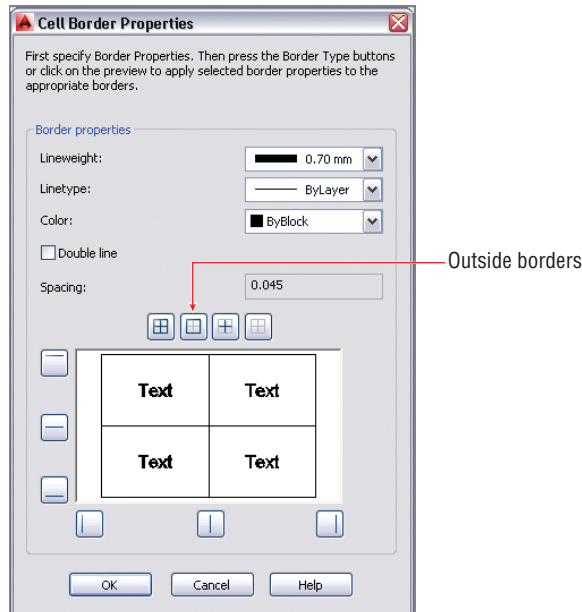 Cell Border Properties
First specify Border Properties. Then press the Border Type buttons
or click on the preview to apply selected border properties to the
appropriate borders.
Border properties
Lineweight:
0.70 mm
Linetype:
ByLayer
Color:
ByBlock
Double line
Outside borders
Spacing:
0.045
Text
Text
Text
Text
OK
Cancel
Help